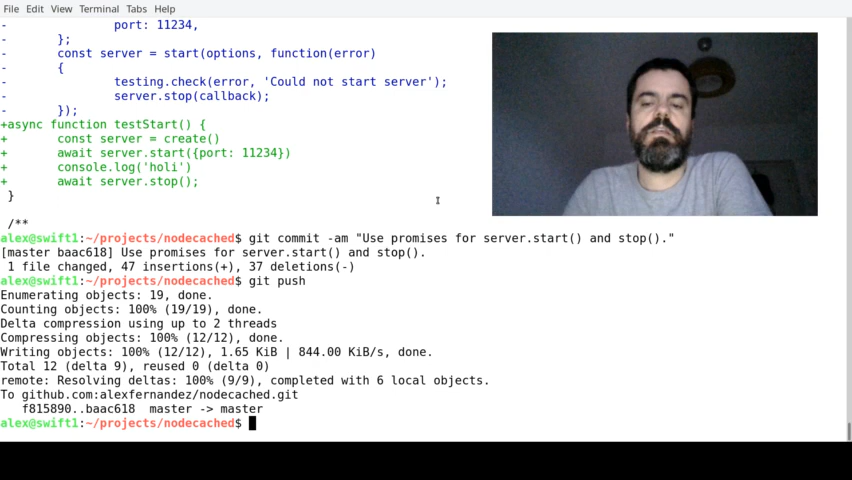 File Edit View Terminal Tabs Help
-               port: 11234,
-       };
-       const server = start(options, function(error)
-       {
-               testing.check(error, 'Could not start server');
-               server.stop(callback);
-       });
+async function testStart() {
+       const server = create()
+       await server.start({port: 11234})
+       console.log('holi')
+       await server.stop();
 }
 /**
alex@swift1:~/projects/nodecached$ git commit -am "Use promises for server.start() and stop()."
[master baac618] Use promises for server.start() and stop().
 1 file changed, 47 insertions(+), 37 deletions(-)
alex@swift1:~/projects/nodecached$ git push
Enumerating objects: 19, done.
Counting objects: 100% (19/19), done.
Delta compression using up to 2 threads
Compressing objects: 100% (12/12), done.
Writing objects: 100% (12/12), 1.65 KiB | 844.00 KiB/s, done.
Total 12 (delta 9), reused 0 (delta 0)
remote: Resolving deltas: 100% (9/9), completed with 6 local objects.
To github.com:alexfernandez/nodecached.git
   f815890..baac618  master -> master
alex@swift1:~/projects/nodecached$